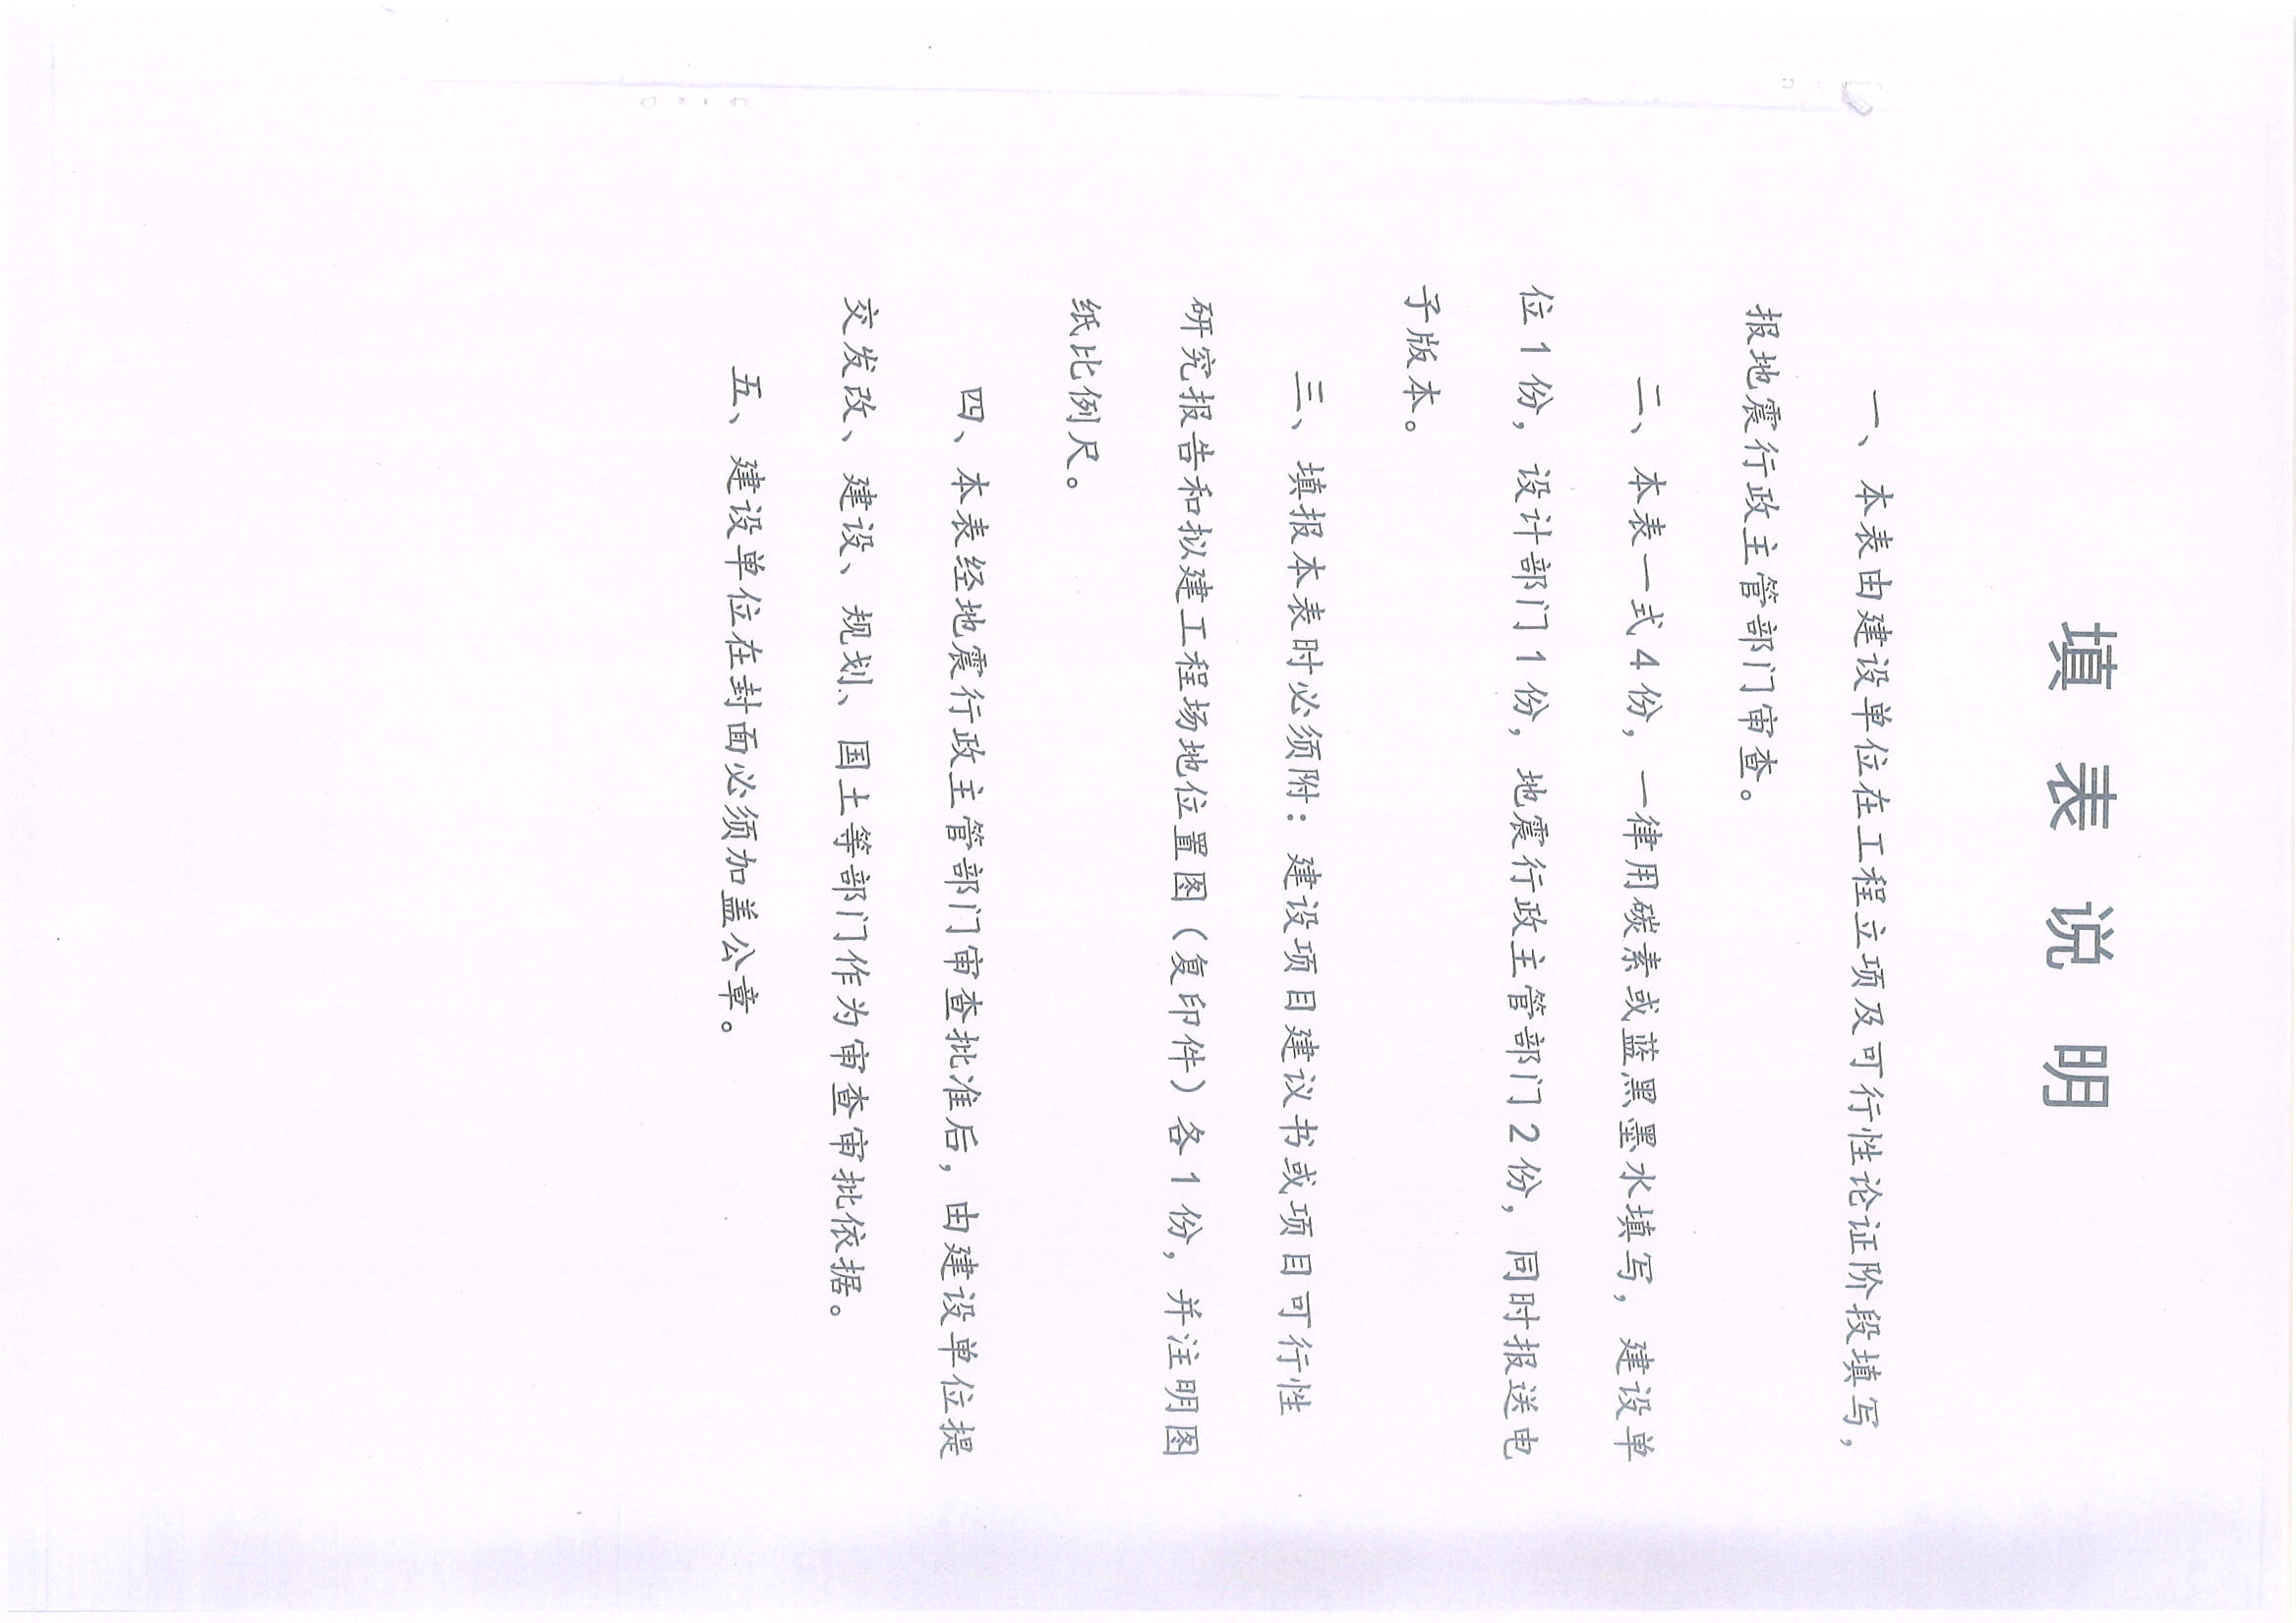 填表说明
一、本表由建设单位在工程立项及可行性论证阶段填写，
报地震行政主管部门审查。
二、本表一式4份，一律用碳素或蓝黑墨水填写，建设单
位1份，设计部门1份，地震行政主管部门2份，同时报送电
子版本。
三、填报本表时必须附：建设项目建议书或项目可行性
研究报告和拟建工程场地位置图（复印件）各1份，并注明图
纸比例尺。
四、本表经地震行政主管部门审查批准后，由建设单位提
交发改、建设、规划、国土等部门作为审查审批依据。
五、建设单位在封面必须加盖公章。